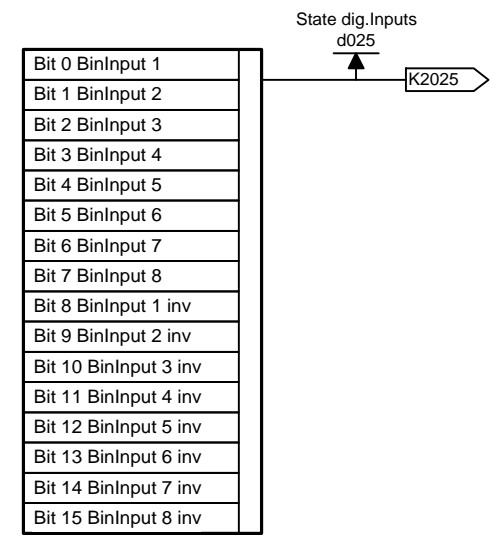 State dig.Inputs
d025
K2025
Bit 0 BinInput 1
Bit 1 BinInput 2
Bit 2 BinInput 3
Bit 3 BinInput 4
Bit 4 BinInput 5
Bit 5 BinInput 6
Bit 6 BinInput 7
Bit 7 BinInput 8
Bit 8 BinInput 1 inv
Bit 9 BinInput 2 inv
Bit 10 BinInput 3 inv
Bit 11 BinInput 4 inv
Bit 12 BinInput 5 inv
Bit 13 BinInput 6 inv
Bit 14 BinInput 7 inv
Bit 15 BinInput 8 inv